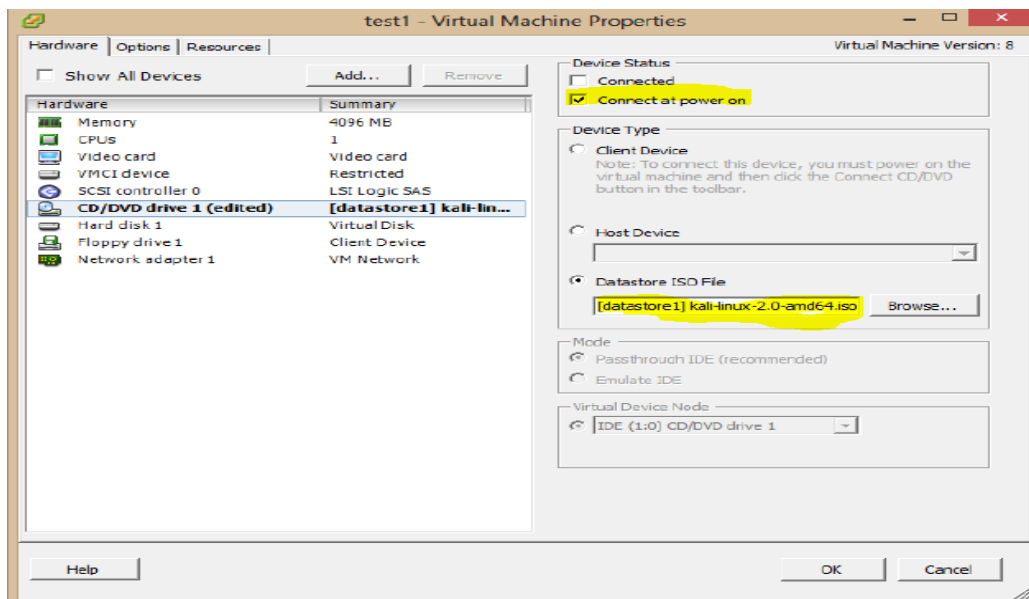 test1 - Virtual Machine Properties
Hardware Options Resources
Virtual Machine Version: 8
Show All Devices
Add...
Remove
Hardware Summary
Memory 4096 MB
CPUs 1
Video card Video card
VMCI device Restricted
SCSI controller 0 LSI Logic SAS
CD/DVD drive 1 (edited) [datastore1] kali-lin...
Hard disk 1 Virtual Disk
Floppy drive 1 Client Device
Network adapter 1 VM Network
Device Status
Connected
Connect at power on
Device Type
Client Device
Note: To connect this device, you must power on the
virtual machine and then click the Connect CD/DVD
button in the toolbar.
Host Device
Datastore ISO File
[datastore1] kali-linux-2.0-amd64.iso
Browse...
Mode
Passthrough IDE (recommended)
Emulate IDE
Virtual Device Node
IDE (1:0) CD/DVD drive 1
Help
OK
Cancel